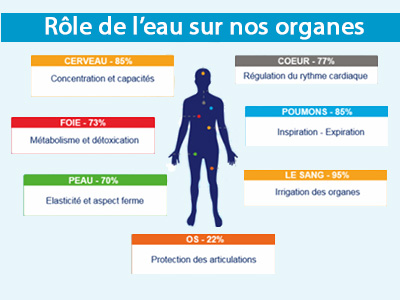 Rôle de l'eau sur nos organes
CERVEAU - 85%
Concentration et capacités
COEUR - 77%
Régulation du rythme cardiaque
FOIE - 73%
Métabolisme et détoxication
POUMONS - 85%
Inspiration - Expiration
PEAU - 70%
Elasticité et aspect ferme
LE SANG - 95%
Irrigation des organes
OS - 22%
Protection des articulations